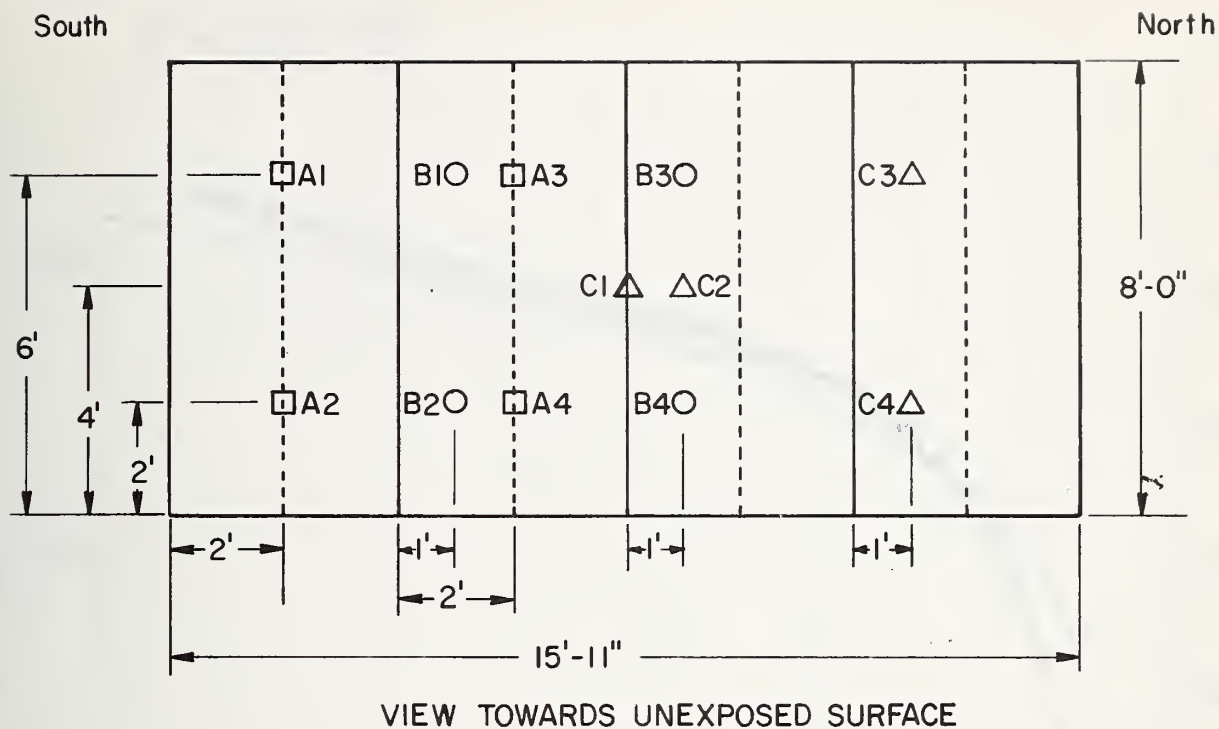 South
North
A1
B1
A3
B3
C3
C1
C2
8'-0"
6'
4'
2'
A2
B2
A4
B4
C4
2'
1'
1'
1'
2'
15'-11"
VIEW TOWARDS UNEXPOSED SURFACE